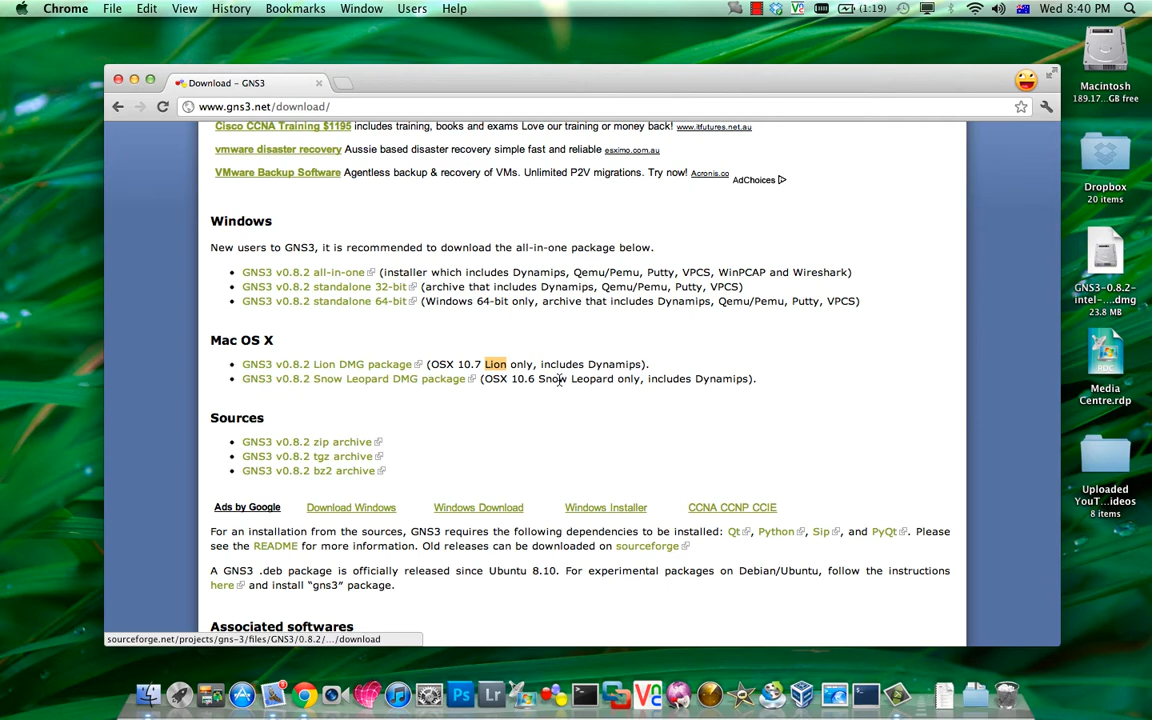 Chrome File Edit View History Bookmarks Window Users Help (1:19) Wed 8:40 PM
Download – GNS3
www.gns3.net/download/
Cisco CCNA Training $1195 includes training, books and exams Love our training or money back! www.itfutures.net.au
vmware disaster recovery Aussie based disaster recovery simple fast and reliable esximo.com.au
VMware Backup Software Agentless backup & recovery of VMs. Unlimited P2V migrations. Try now! Acronis.co
AdChoices
Windows
New users to GNS3, it is recommended to download the all-in-one package below.
• GNS3 v0.8.2 all-in-one (installer which includes Dynamips, Qemu/Pemu, Putty, VPCS, WinPCAP and Wireshark)
• GNS3 v0.8.2 standalone 32-bit (archive that includes Dynamips, Qemu/Pemu, Putty, VPCS)
• GNS3 v0.8.2 standalone 64-bit (Windows 64-bit only, archive that includes Dynamips, Qemu/Pemu, Putty, VPCS)
Mac OS X
• GNS3 v0.8.2 Lion DMG package (OSX 10.7 Lion only, includes Dynamips).
• GNS3 v0.8.2 Snow Leopard DMG package (OSX 10.6 Snow Leopard only, includes Dynamips).
Sources
• GNS3 v0.8.2 zip archive
• GNS3 v0.8.2 tgz archive
• GNS3 v0.8.2 bz2 archive
Ads by Google Download Windows Windows Download Windows Installer CCNA CCNP CCIE
For an installation from the sources, GNS3 requires the following dependencies to be installed: Qt, Python, Sip, and PyQt. Please
see the README for more information. Old releases can be downloaded on sourceforge
A GNS3 .deb package is officially released since Ubuntu 8.10. For experimental packages on Debian/Ubuntu, follow the instructions
here and install “gns3” package.
Associated softwares
sourceforge.net/projects/gns-3/files/GNS3/0.8.2/.../download
Macintosh
189.17...GB free
Dropbox
20 items
GNS3-0.8.2-
intel-....dmg
23.8 MB
Media
Centre.rdp
Uploaded
YouT...ideos
8 items